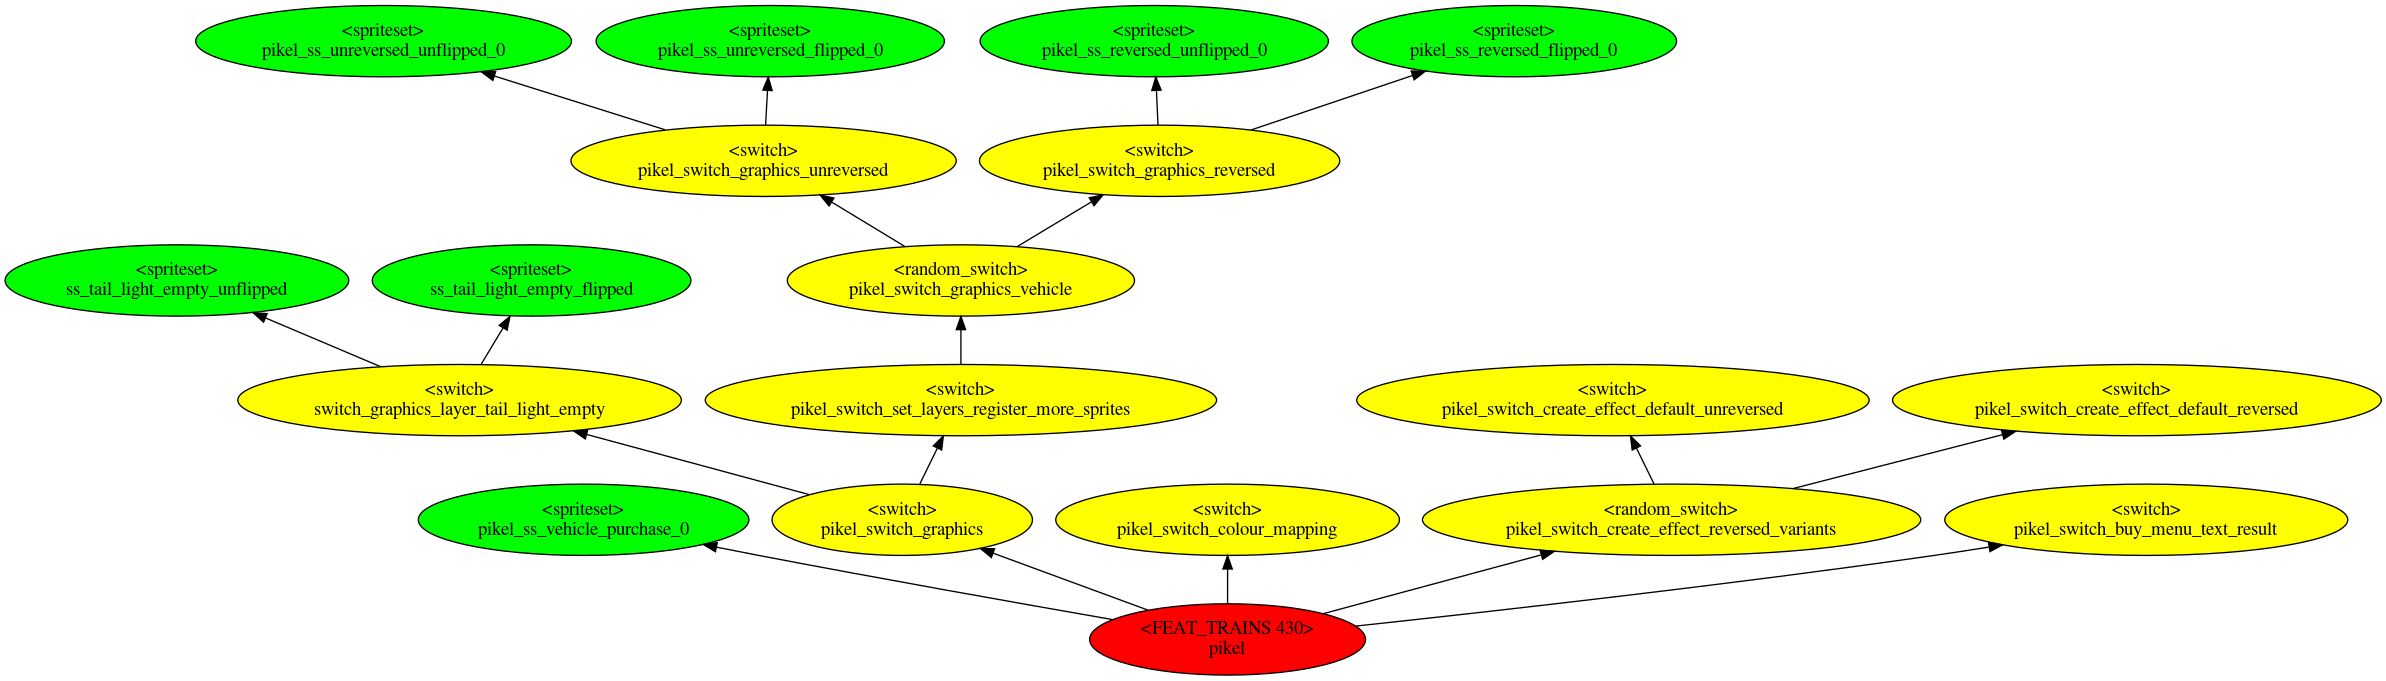 <spriteset>
pikel_ss_unreversed_unflipped_0
<spriteset>
pikel_ss_unreversed_flipped_0
<spriteset>
pikel_ss_reversed_unflipped_0
<spriteset>
pikel_ss_reversed_flipped_0
<switch>
pikel_switch_graphics_unreversed
<switch>
pikel_switch_graphics_reversed
<spriteset>
ss_tail_light_empty_unflipped
<spriteset>
ss_tail_light_empty_flipped
<random_switch>
pikel_switch_graphics_vehicle
<switch>
switch_graphics_layer_tail_light_empty
<switch>
pikel_switch_set_layers_register_more_sprites
<switch>
pikel_switch_create_effect_default_unreversed
<switch>
pikel_switch_create_effect_default_reversed
<spriteset>
pikel_ss_vehicle_purchase_0
<switch>
pikel_switch_graphics
<switch>
pikel_switch_colour_mapping
<random_switch>
pikel_switch_create_effect_reversed_variants
<switch>
pikel_switch_buy_menu_text_result
<FEAT_TRAINS 430>
pikel